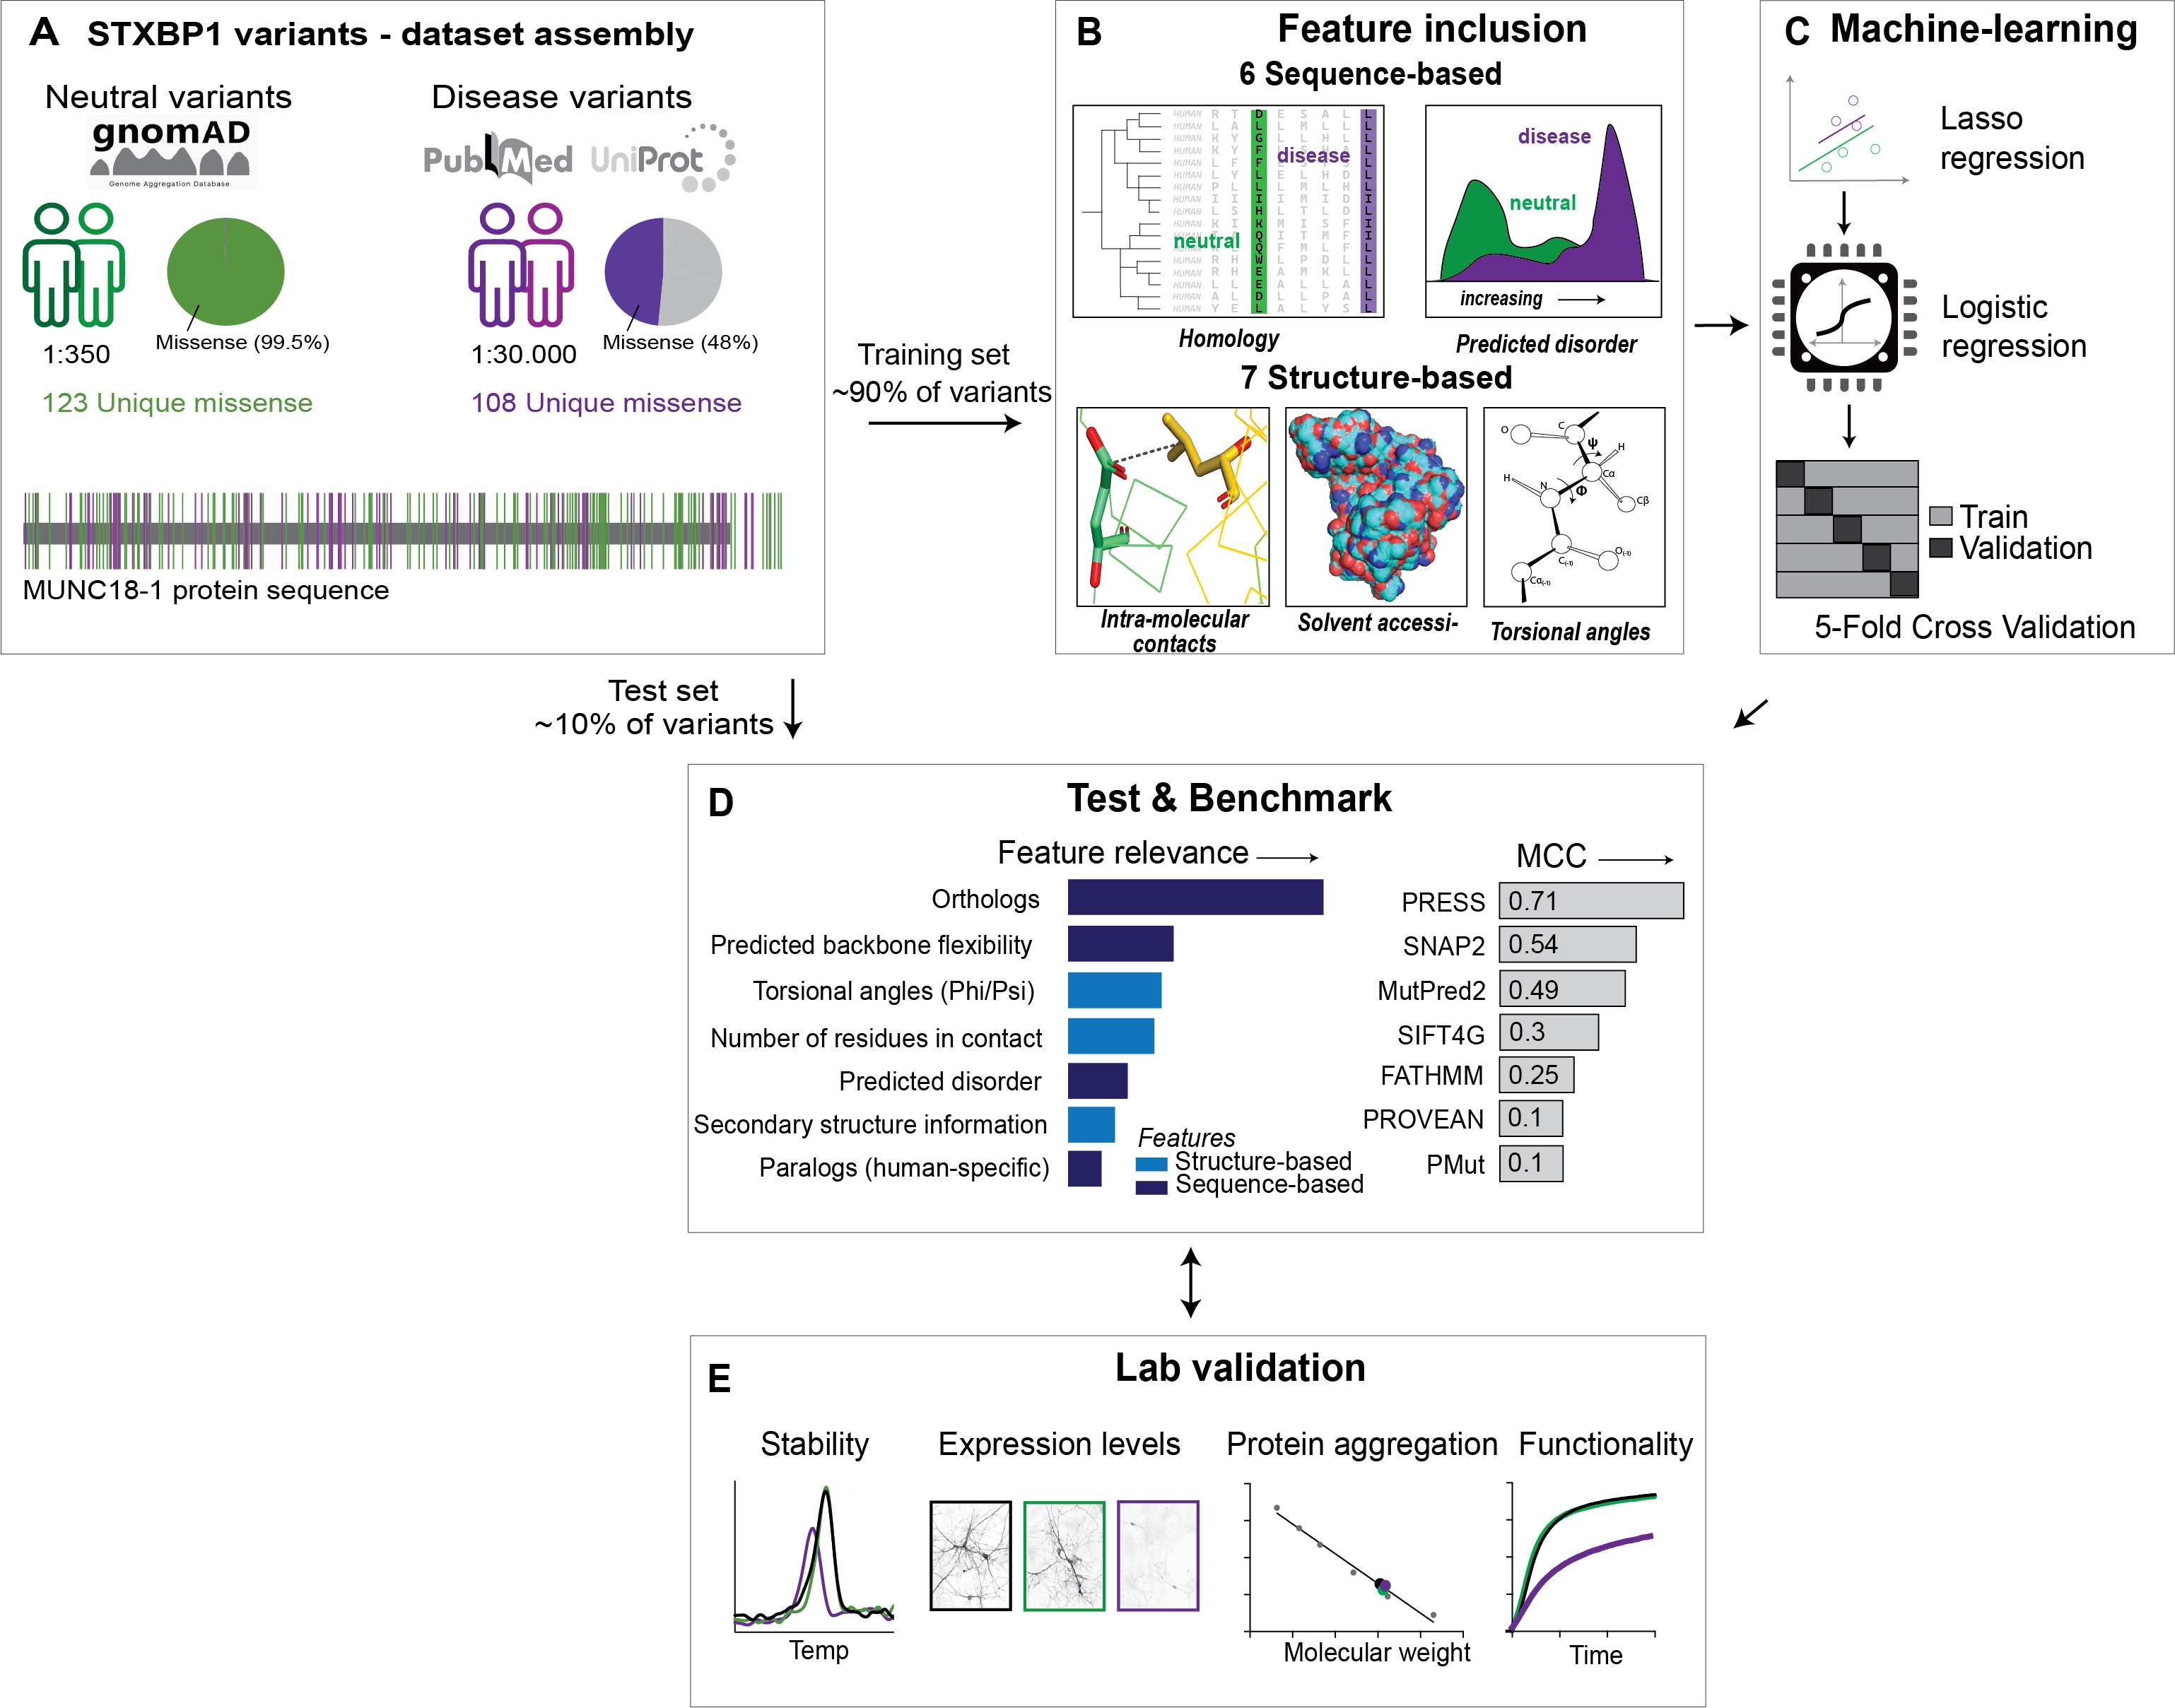 A STXBP1 variants - dataset assembly
Neutral variants
Disease variants
gnomAD
Genome Aggregation Database
PubMed
UniProt
Missense (99.5%)
Missense (48%)
1:350
1:30.000
123 Unique missense
108 Unique missense
MUNC18-1 protein sequence
Training set
~90% of variants
Test set
~10% of variants
B Feature inclusion
6 Sequence-based
disease
neutral
Homology
disease
neutral
increasing
Predicted disorder
7 Structure-based
Intra-molecular
contacts
Solvent accessi-
O
C
ψ
H
Cα
H
N
Φ
Cβ
C(-1)
O(-1)
Cα(-1)
Torsional angles
C Machine-learning
Lasso
regression
Logistic
regression
Train
Validation
5-Fold Cross Validation
D Test & Benchmark
Feature relevance
Orthologs
Predicted backbone flexibility
Torsional angles (Phi/Psi)
Number of residues in contact
Predicted disorder
Secondary structure information
Paralogs (human-specific)
Features
Structure-based
Sequence-based
MCC
PRESS 0.71
SNAP2 0.54
MutPred2 0.49
SIFT4G 0.3
FATHMM 0.25
PROVEAN 0.1
PMut 0.1
E Lab validation
Stability
Expression levels
Protein aggregation
Functionality
Temp
Molecular weight
Time